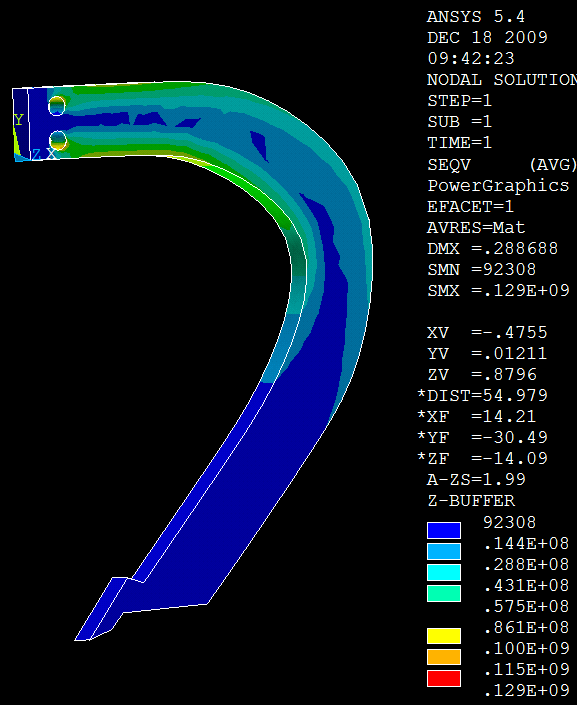 ANSYS 5.4
DEC 18 2009
09:42:23
NODAL SOLUTION
STEP=1
SUB =1
TIME=1
SEQV (AVG)
PowerGraphics
EFACET=1
AVRES=Mat
DMX =.288688
SMN =92308
SMX =.129E+09
XV =-.4755
YV =.01211
ZV =.8796
*DIST=54.979
*XF =14.21
*YF =-30.49
*ZF =-14.09
A-ZS=1.99
Z-BUFFER
92308
.144E+08
.288E+08
.431E+08
.575E+08
.861E+08
.100E+09
.115E+09
.129E+09
Y
Z X